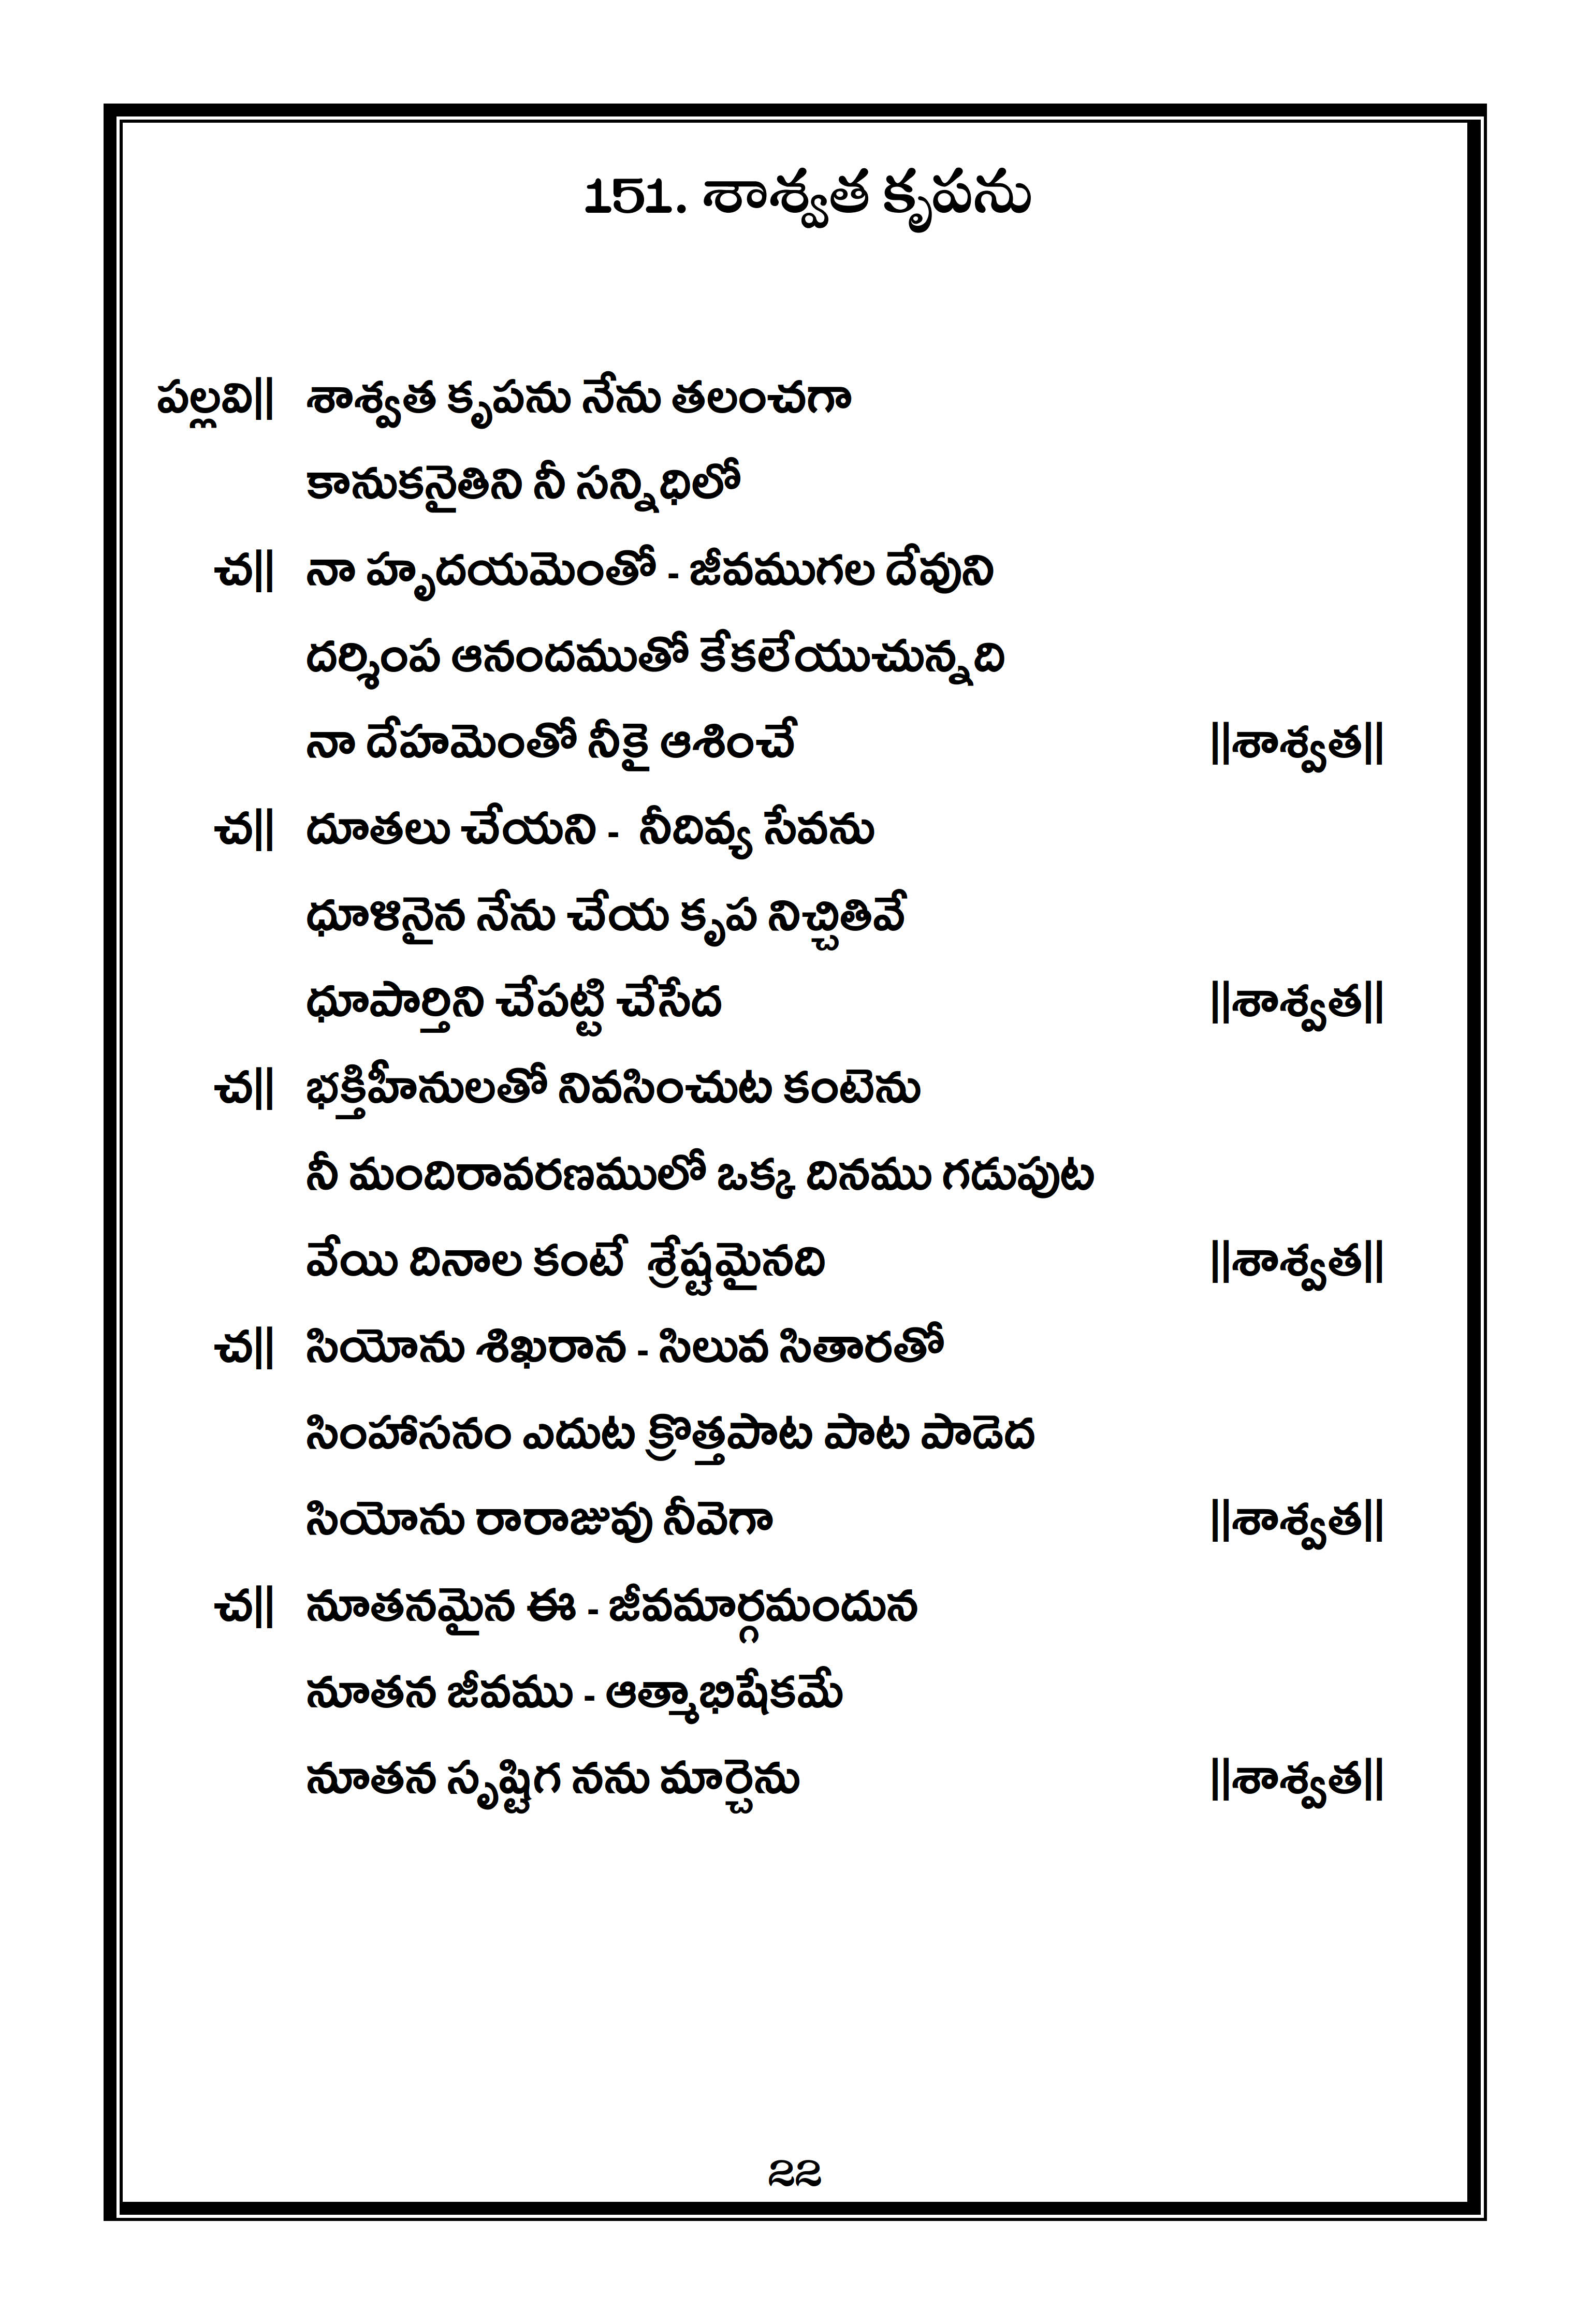 151. శాశ్వత కృపను
పల్లవి|| శాశ్వత కృపను నేను తలంచగా
కానుకనైతిని నీ సన్నిధిలో
చ|| నా హృదయమెంతో - జీవముగల దేవుని
దర్శింప ఆనందముతో కేకలేయుచున్నది
నా దేహమెంతో నీకై ఆశించే ||శాశ్వత||
చ|| దూతలు చేయని - నీదివ్య సేవను
ధూళినైన నేను చేయ కృప నిచ్చితివే
ధూపార్తిని చేపట్టి చేసేద ||శాశ్వత||
చ|| భక్తిహీనులతో నివసించుట కంటెను
నీ మందిరావరణములో ఒక్క దినము గడుపుట
వేయి దినాల కంటే శ్రేష్టమైనది ||శాశ్వత||
చ|| సియోను శిఖరాన - సిలువ సితారతో
సింహాసనం ఎదుట క్రొత్తపాట పాట పాడెద
సియోను రారాజువు నీవెగా ||శాశ్వత||
చ|| నూతనమైన ఈ - జీవమార్గమందున
నూతన జీవము - ఆత్మాభిషేకమే
నూతన సృష్టిగ నను మార్చెను ||శాశ్వత||
౨౨